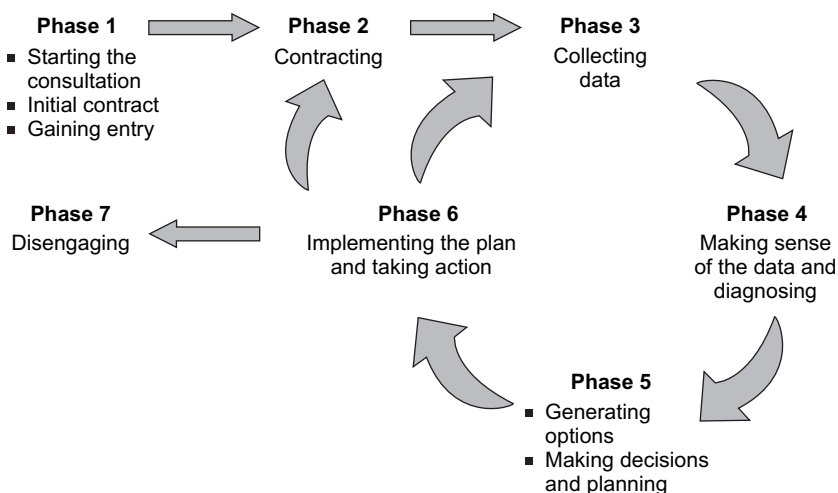 Phase 1
■ Starting the
consultation
■ Initial contract
■ Gaining entry
Phase 2
Contracting
Phase 3
Collecting
data
Phase 4
Making sense
of the data and
diagnosing
Phase 5
■ Generating
options
■ Making decisions
and planning
Phase 6
Implementing the plan
and taking action
Phase 7
Disengaging